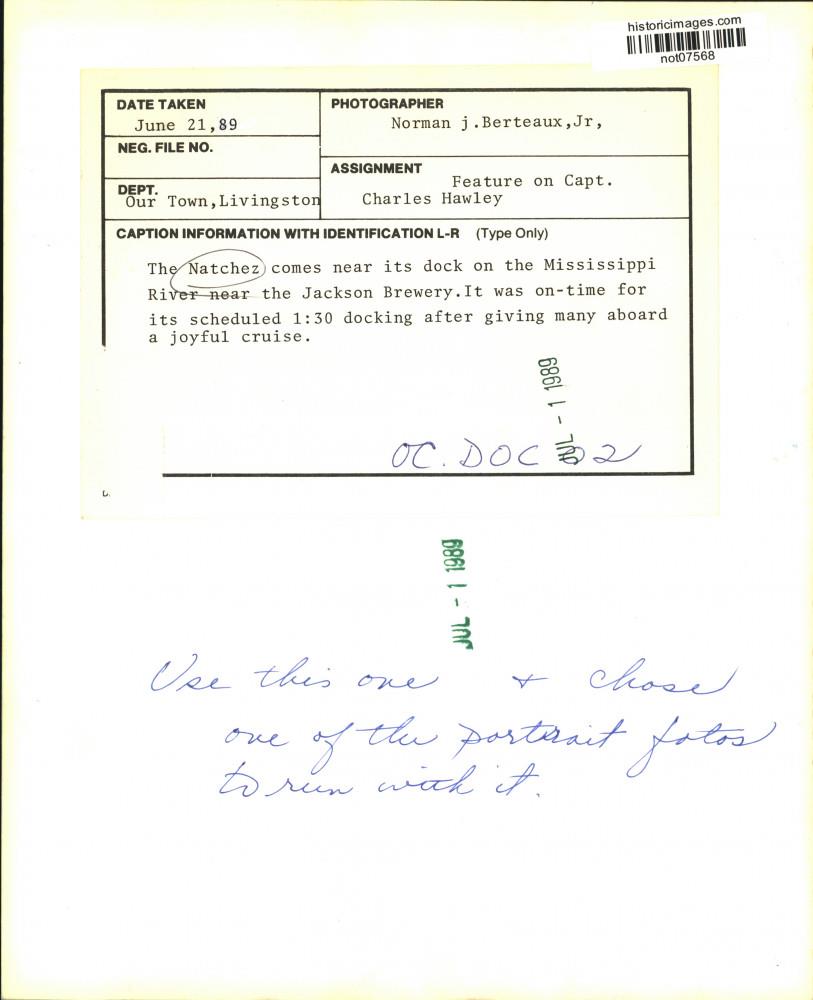 historicimages.com
not07568
DATE TAKEN
June 21,89
PHOTOGRAPHER
Norman j.Berteaux,Jr,
NEG. FILE NO.
ASSIGNMENT
Feature on Capt.
Charles Hawley
DEPT.
Our Town,Livingston
CAPTION INFORMATION WITH IDENTIFICATION L-R (Type Only)
The Natchez comes near its dock on the Mississippi
River near the Jackson Brewery.It was on-time for
its scheduled 1:30 docking after giving many aboard
a joyful cruise.
JUL - 1 1989
OC. DOC 2
JUL - 1 1989
Use this one + chose
one of the portrait fotos
to run with it.